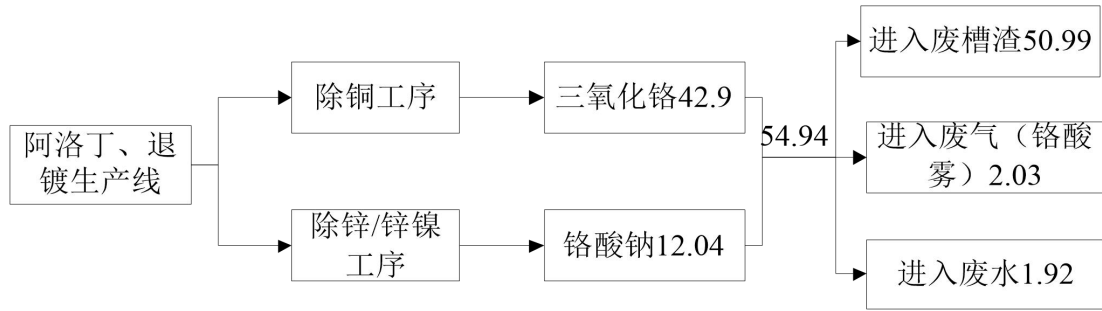 进入废槽渣50.99
除铜工序
三氧化铬42.9
阿洛丁、退
镀生产线
54.94
进入废气（铬酸
雾）2.03
除锌/锌镍
工序
铬酸钠12.04
进入废水1.92